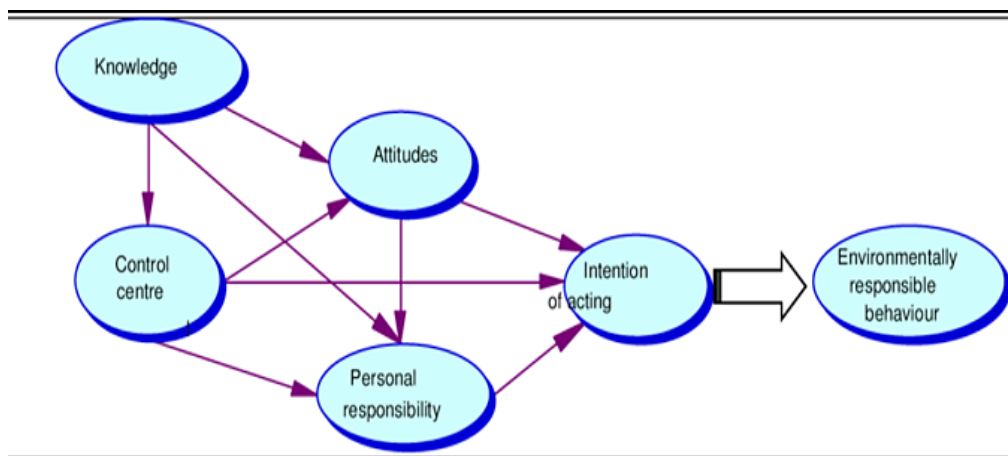 Knowledge
Attitudes
Control
centre
Intention
of acting
Environmentally
responsible
behaviour
Personal
responsibility